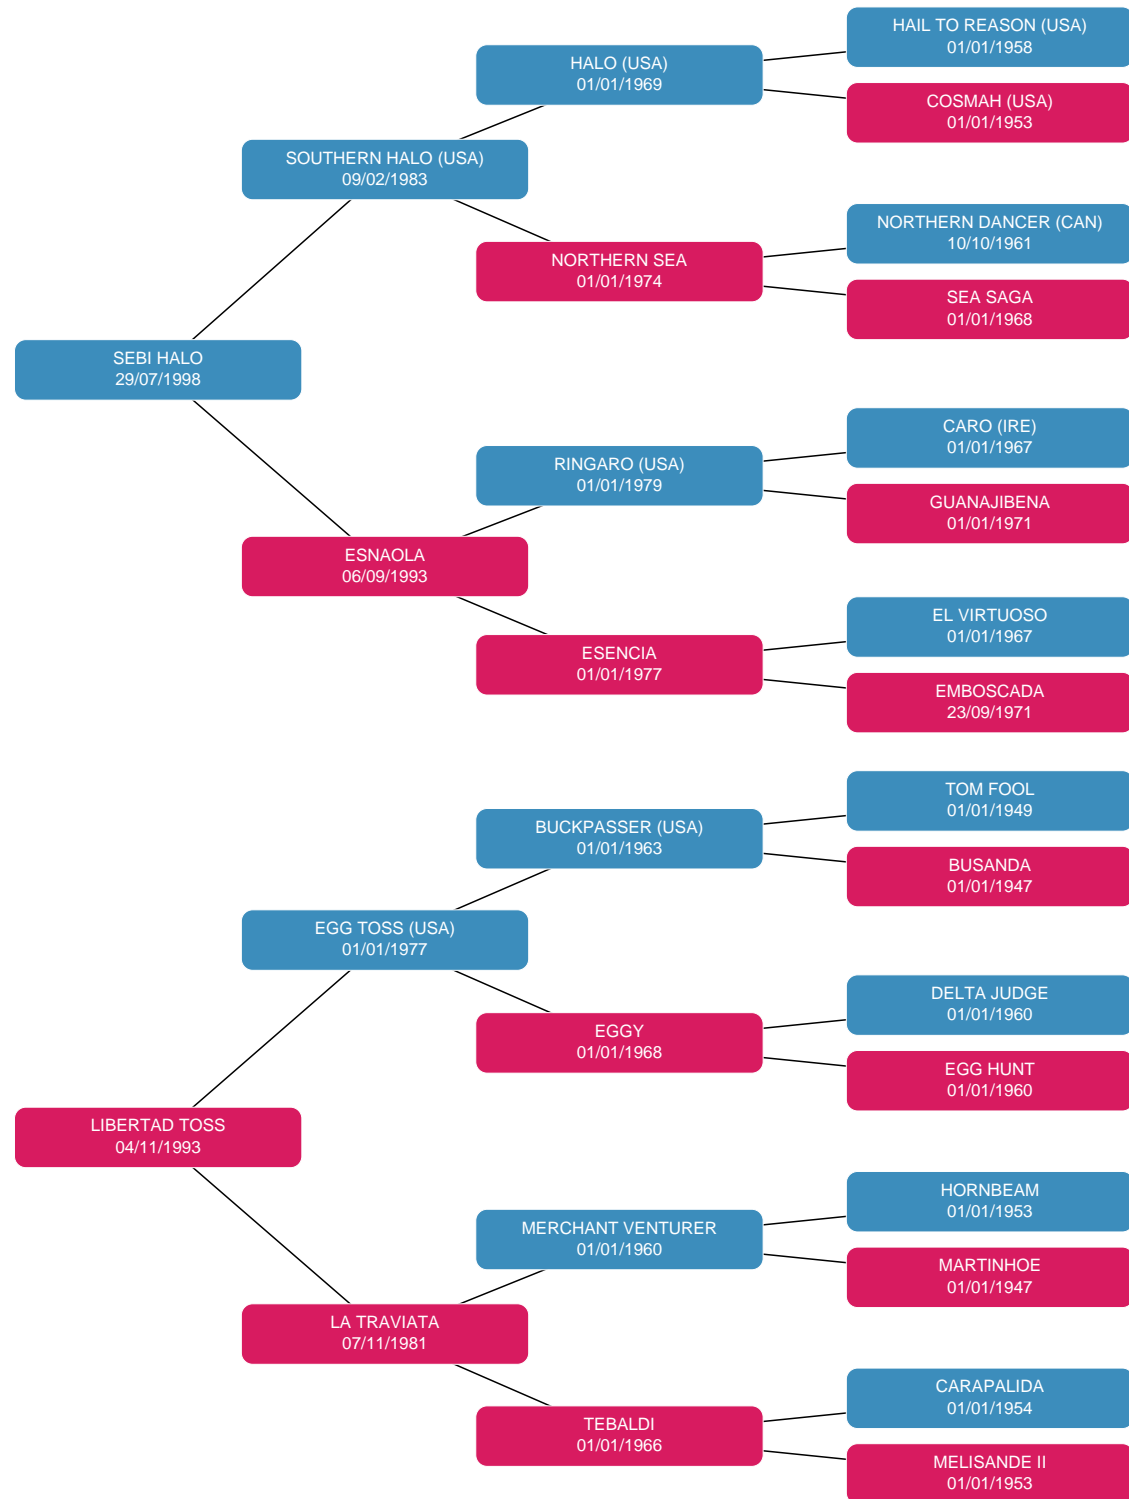 HAIL TO REASON (USA)
01/01/1958
HALO (USA)
01/01/1969
COSMAH (USA)
01/01/1953
SOUTHERN HALO (USA)
09/02/1983
NORTHERN DANCER (CAN)
10/10/1961
NORTHERN SEA
01/01/1974
SEA SAGA
01/01/1968
SEBI HALO
29/07/1998
CARO (IRE)
01/01/1967
RINGARO (USA)
01/01/1979
GUANAJIBENA
01/01/1971
ESNAOLA
06/09/1993
EL VIRTUOSO
01/01/1967
ESENCIA
01/01/1977
EMBOSCADA
23/09/1971
TOM FOOL
01/01/1949
BUCKPASSER (USA)
01/01/1963
BUSANDA
01/01/1947
EGG TOSS (USA)
01/01/1977
DELTA JUDGE
01/01/1960
EGGY
01/01/1968
EGG HUNT
01/01/1960
LIBERTAD TOSS
04/11/1993
HORNBEAM
01/01/1953
MERCHANT VENTURER
01/01/1960
MARTINHOE
01/01/1947
LA TRAVIATA
07/11/1981
CARAPALIDA
01/01/1954
TEBALDI
01/01/1966
MELISANDE II
01/01/1953